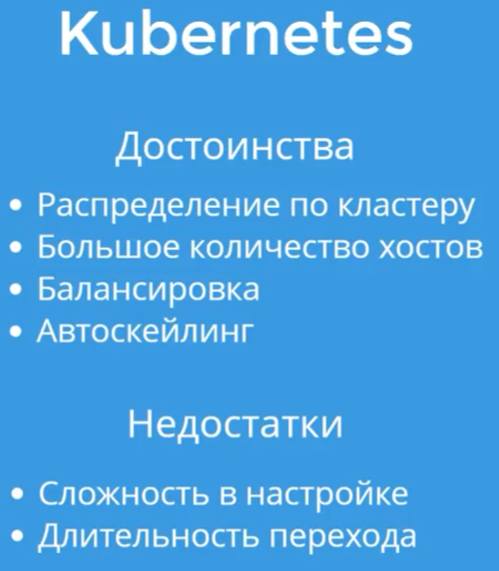 Kubernetes
Достоинства
• Распределение по кластеру
• Большое количество хостов
• Балансировка
• Автоскейлинг
Недостатки
• Сложность в настройке
• Длительность перехода